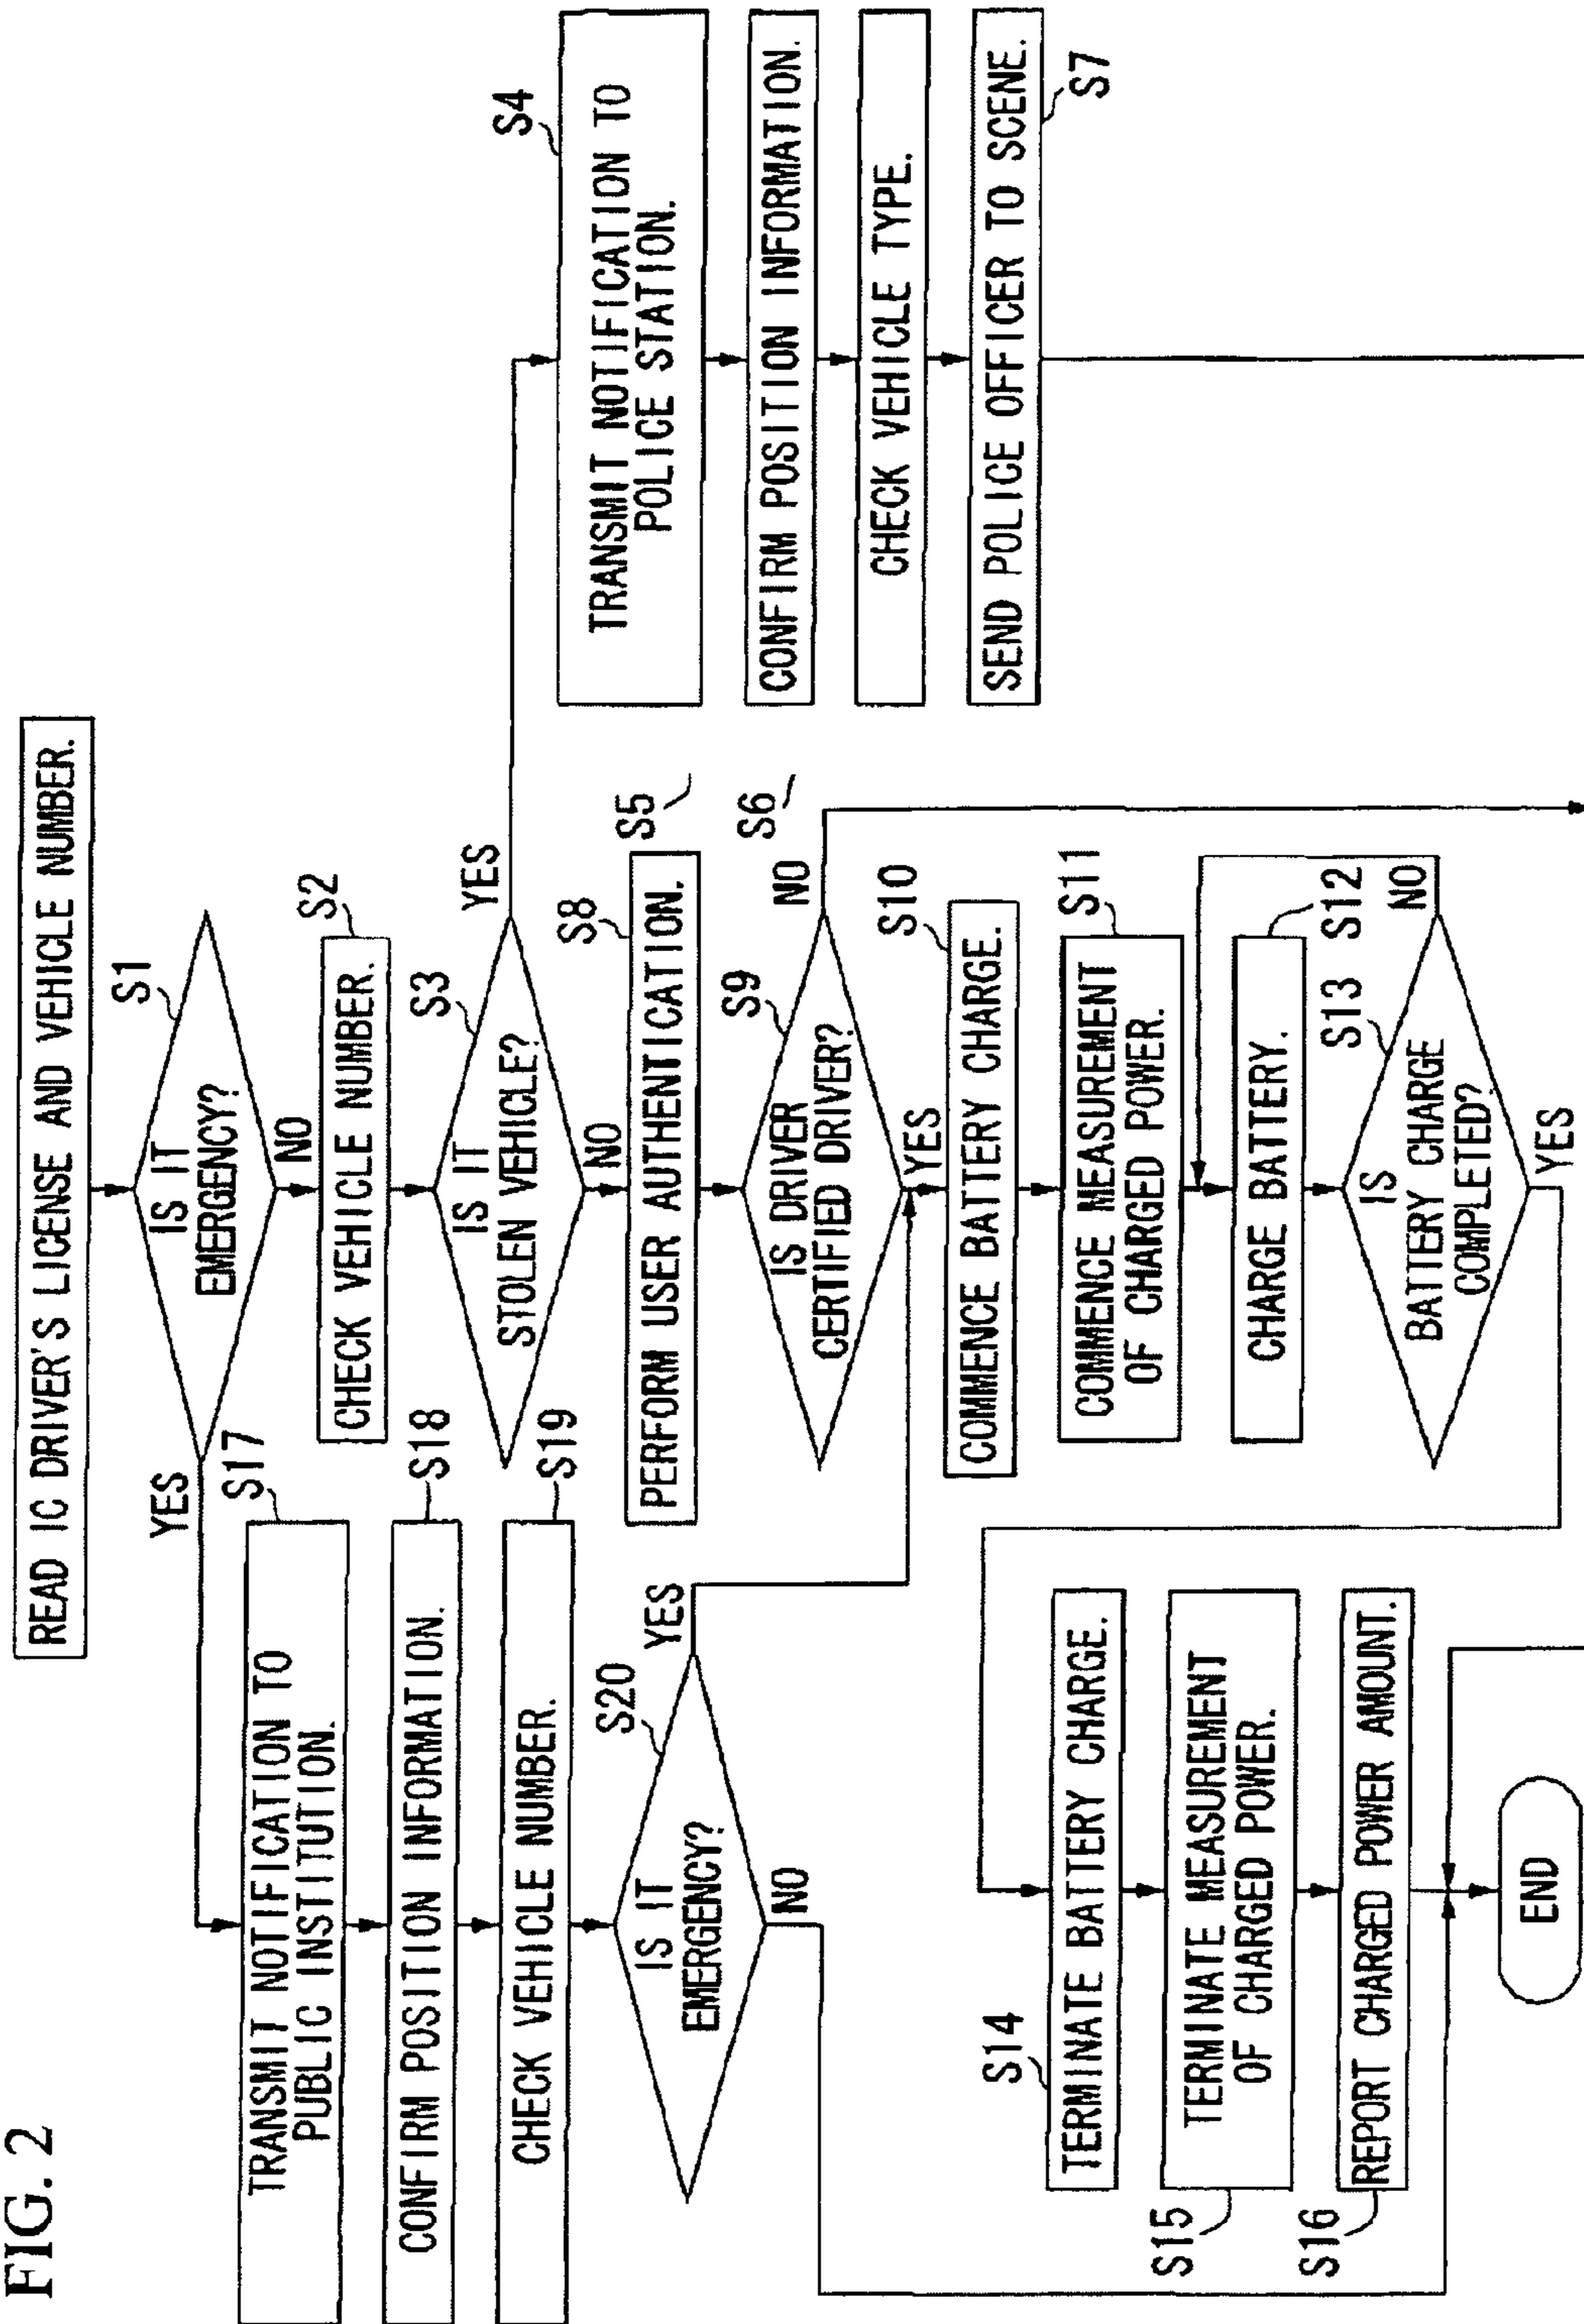 FIG. 2
READ IC DRIVER'S LICENSE AND VEHICLE NUMBER.
S1
IS IT
EMERGENCY?
YES
NO
S2
CHECK VEHICLE NUMBER.
S3
IS IT
STOLEN VEHICLE?
YES
NO
S4
TRANSMIT NOTIFICATION TO
POLICE STATION.
S5
CONFIRM POSITION INFORMATION.
S6
CHECK VEHICLE TYPE.
SEND POLICE OFFICER TO SCENE.
S7
S8
PERFORM USER AUTHENTICATION.
S9
IS DRIVER
CERTIFIED DRIVER?
NO
YES
S10
COMMENCE BATTERY CHARGE.
S11
COMMENCE MEASUREMENT
OF CHARGED POWER.
CHARGE BATTERY.
S12
S13
IS
BATTERY CHARGE
COMPLETED?
NO
YES
S17
TRANSMIT NOTIFICATION TO
PUBLIC INSTITUTION.
S18
CONFIRM POSITION INFORMATION.
S19
CHECK VEHICLE NUMBER.
S20
IS IT
EMERGENCY?
YES
NO
S14
TERMINATE BATTERY CHARGE.
S15
TERMINATE MEASUREMENT
OF CHARGED POWER.
S16
REPORT CHARGED POWER AMOUNT.
END